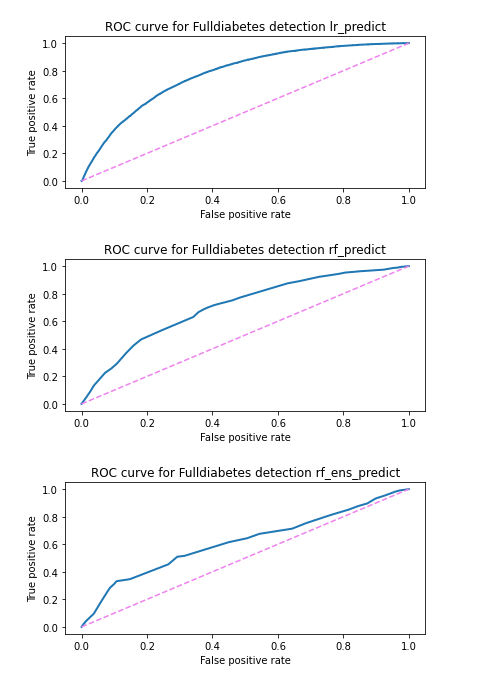 ROC curve for Fulldiabetes detection lr_predict
1.0
0.8
0.6
0.4
0.2
0.0
True positive rate
0.0 0.2 0.4 0.6 0.8 1.0
False positive rate
ROC curve for Fulldiabetes detection rf_predict
1.0
0.8
0.6
0.4
0.2
0.0
True positive rate
0.0 0.2 0.4 0.6 0.8 1.0
False positive rate
ROC curve for Fulldiabetes detection rf_ens_predict
1.0
0.8
0.6
0.4
0.2
0.0
True positive rate
0.0 0.2 0.4 0.6 0.8 1.0
False positive rate